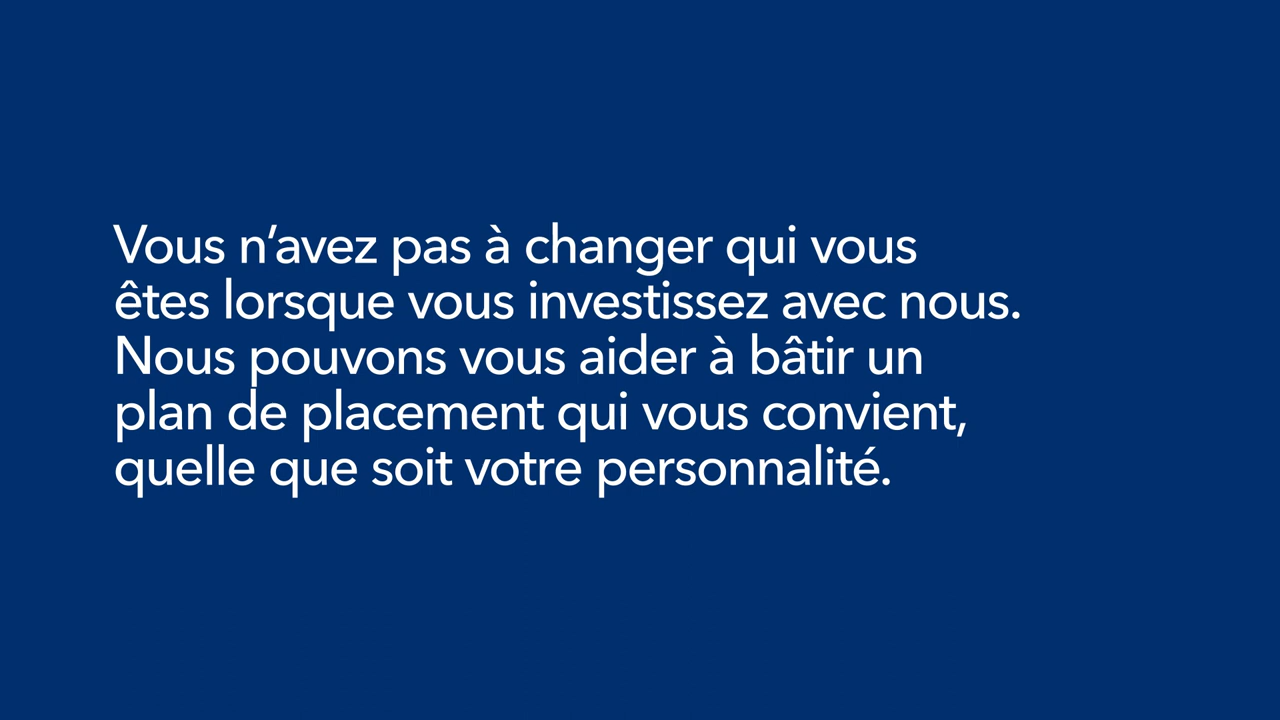 Vous n’avez pas à changer qui vous
êtes lorsque vous investissez avec nous.
Nous pouvons vous aider à bâtir un
plan de placement qui vous convient,
quelle que soit votre personnalité.